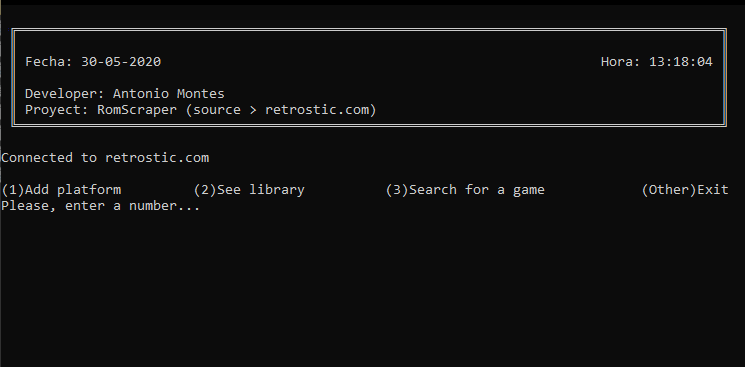 Fecha: 30-05-2020 Hora: 13:18:04
Developer: Antonio Montes
Proyect: RomScraper (source > retrostic.com)
Connected to retrostic.com
(1)Add platform (2)See library (3)Search for a game (Other)Exit
Please, enter a number...